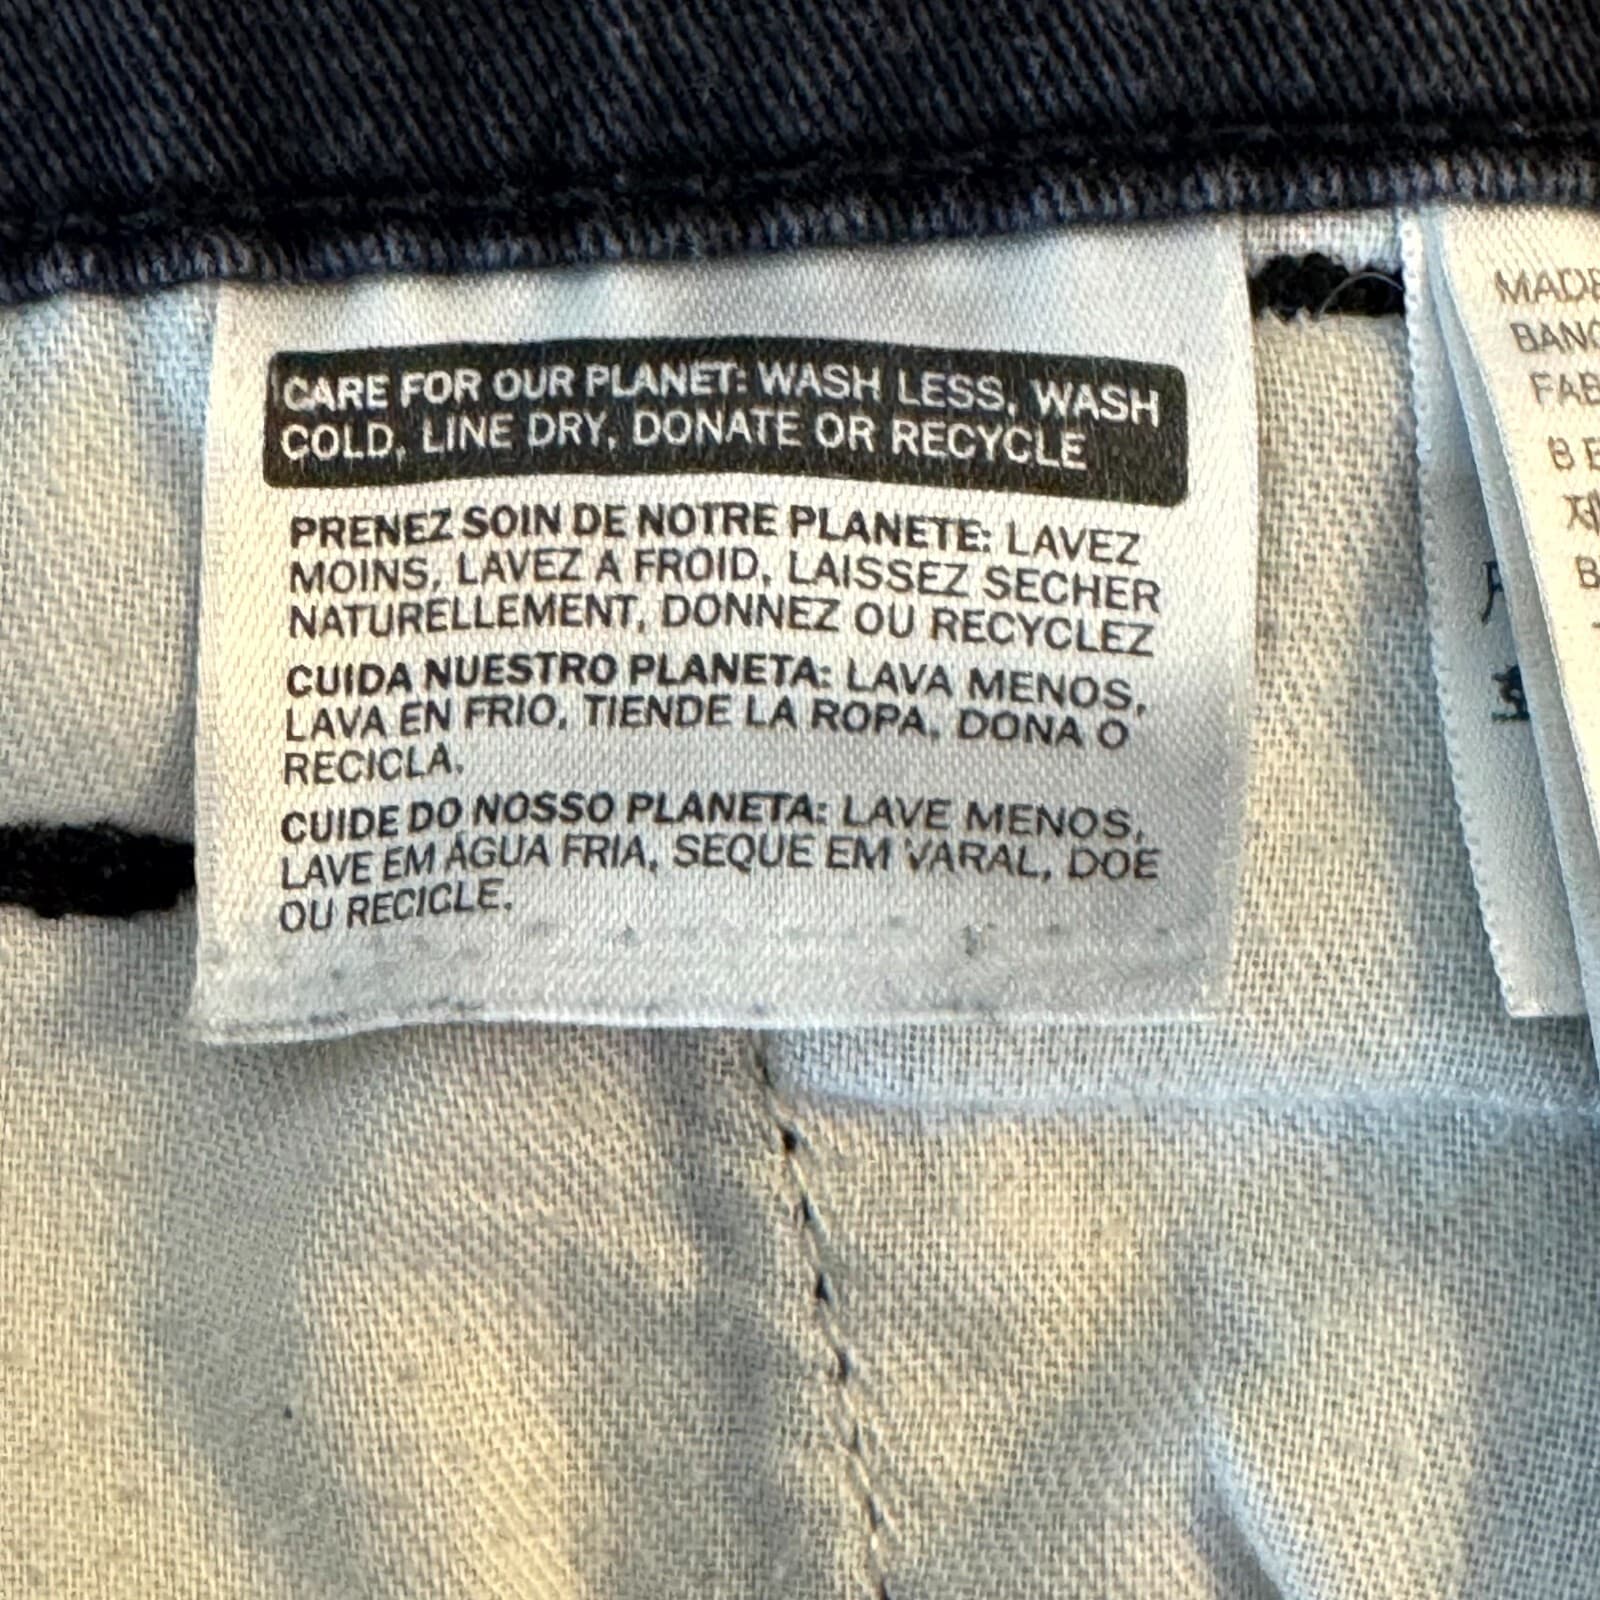 CARE FOR OUR PLANET: WASH LESS, WASH
COLD, LINE DRY, DONATE OR RECYCLE
PRENEZ SOIN DE NOTRE PLANETE: LAVEZ
MOINS, LAVEZ A FROID, LAISSEZ SECHER
NATURELLEMENT, DONNEZ OU RECYCLEZ
CUIDA NUESTRO PLANETA: LAVA MENOS,
LAVA EN FRIO, TIENDE LA ROPA, DONA O
RECICLA.
CUIDE DO NOSSO PLANETA: LAVE MENOS,
LAVE EM ÁGUA FRIA, SEQUE EM VARAL, DOE
OU RECICLE.